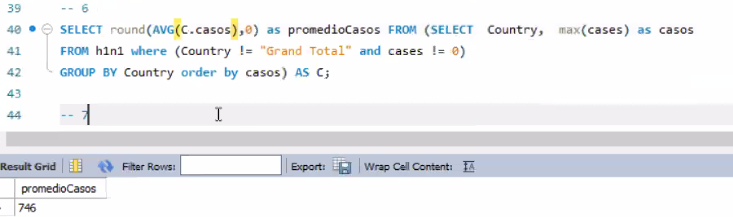 39 -- 6
40 SELECT round(AVG(C.casos),0) as promedioCasos FROM (SELECT Country, max(cases) as casos
41 FROM h1n1 where (Country != "Grand Total" and cases != 0)
42 GROUP BY Country order by casos) AS C;
43
44 -- 7
Result Grid Filter Rows: Export: Wrap Cell Content: IA
promedioCasos
746